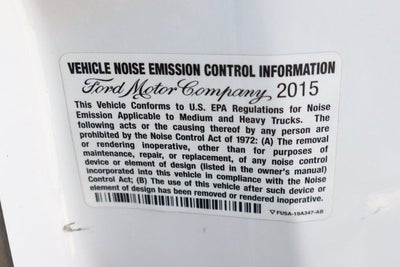 VEHICLE NOISE EMISSION CONTROL INFORMATION
Ford Motor Company 2015
This Vehicle Conforms to U.S. EPA Regulations for Noise
Emission Applicable to Medium and Heavy Trucks. The
following acts or the causing thereof by any person are
prohibited by the Noise Control Act of 1972: (A) The removal
or rendering inoperative, other than for purposes of
maintenance, repair, or replacement, of any noise control
device or element of design (listed in the owner's manual)
incorporated into this vehicle in compliance with the Noise
Control Act; (B) The use of this vehicle after such device or
element of design has been removed or rendered inoperative.
FUSA-19A347-AB